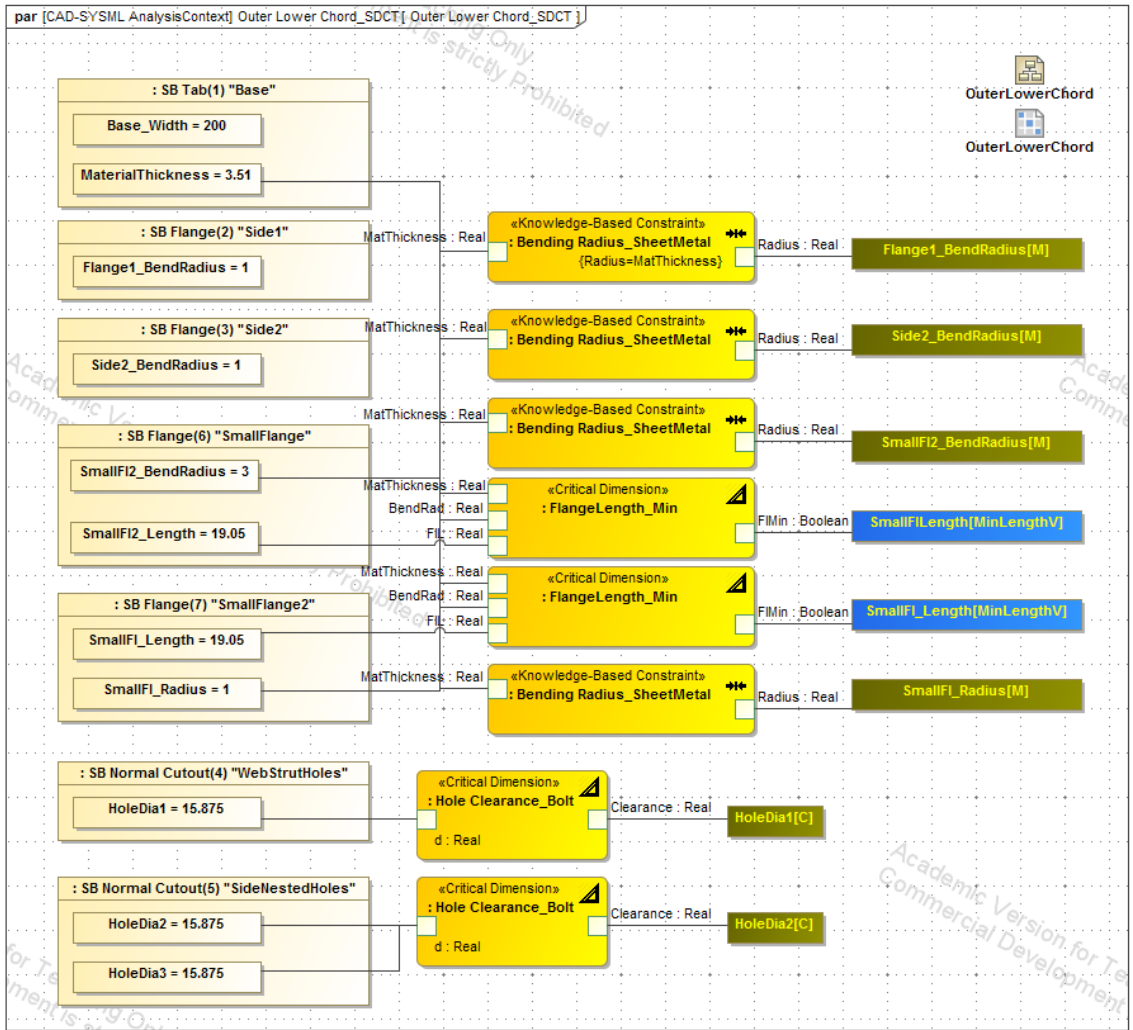 par [CAD-SYSML AnalysisContext] Outer Lower Chord_SDCT [ Outer Lower Chord_SDCT ]
OuterLowerChord
OuterLowerChord
: SB Tab(1) "Base"
Base_Width = 200
MaterialThickness = 3.51
: SB Flange(2) "Side1"
Flange1_BendRadius = 1
MatThickness : Real
«Knowledge-Based Constraint»
: Bending Radius_SheetMetal
{Radius=MatThickness}
Radius : Real
Flange1_BendRadius[M]
: SB Flange(3) "Side2"
Side2_BendRadius = 1
MatThickness : Real
«Knowledge-Based Constraint»
: Bending Radius_SheetMetal
Radius : Real
Side2_BendRadius[M]
MatThickness : Real
«Knowledge-Based Constraint»
: Bending Radius_SheetMetal
Radius : Real
SmallFl2_BendRadius[M]
: SB Flange(6) "SmallFlange"
SmallFl2_BendRadius = 3
SmallFl2_Length = 19.05
MatThickness : Real
BendRad : Real
FlL : Real
«Critical Dimension»
: FlangeLength_Min
FlMin : Boolean
SmallFlLength[MinLengthV]
MatThickness : Real
BendRad : Real
FlL : Real
«Critical Dimension»
: FlangeLength_Min
FlMin : Boolean
SmallFl_Length[MinLengthV]
: SB Flange(7) "SmallFlange2"
SmallFl_Length = 19.05
SmallFl_Radius = 1
MatThickness : Real
«Knowledge-Based Constraint»
: Bending Radius_SheetMetal
Radius : Real
SmallFl_Radius[M]
: SB Normal Cutout(4) "WebStrutHoles"
HoleDia1 = 15.875
«Critical Dimension»
: Hole Clearance_Bolt
d : Real
Clearance : Real
HoleDia1[C]
: SB Normal Cutout(5) "SideNestedHoles"
HoleDia2 = 15.875
HoleDia3 = 15.875
«Critical Dimension»
: Hole Clearance_Bolt
d : Real
Clearance : Real
HoleDia2[C]
Academic Version for Te
Commercial Development